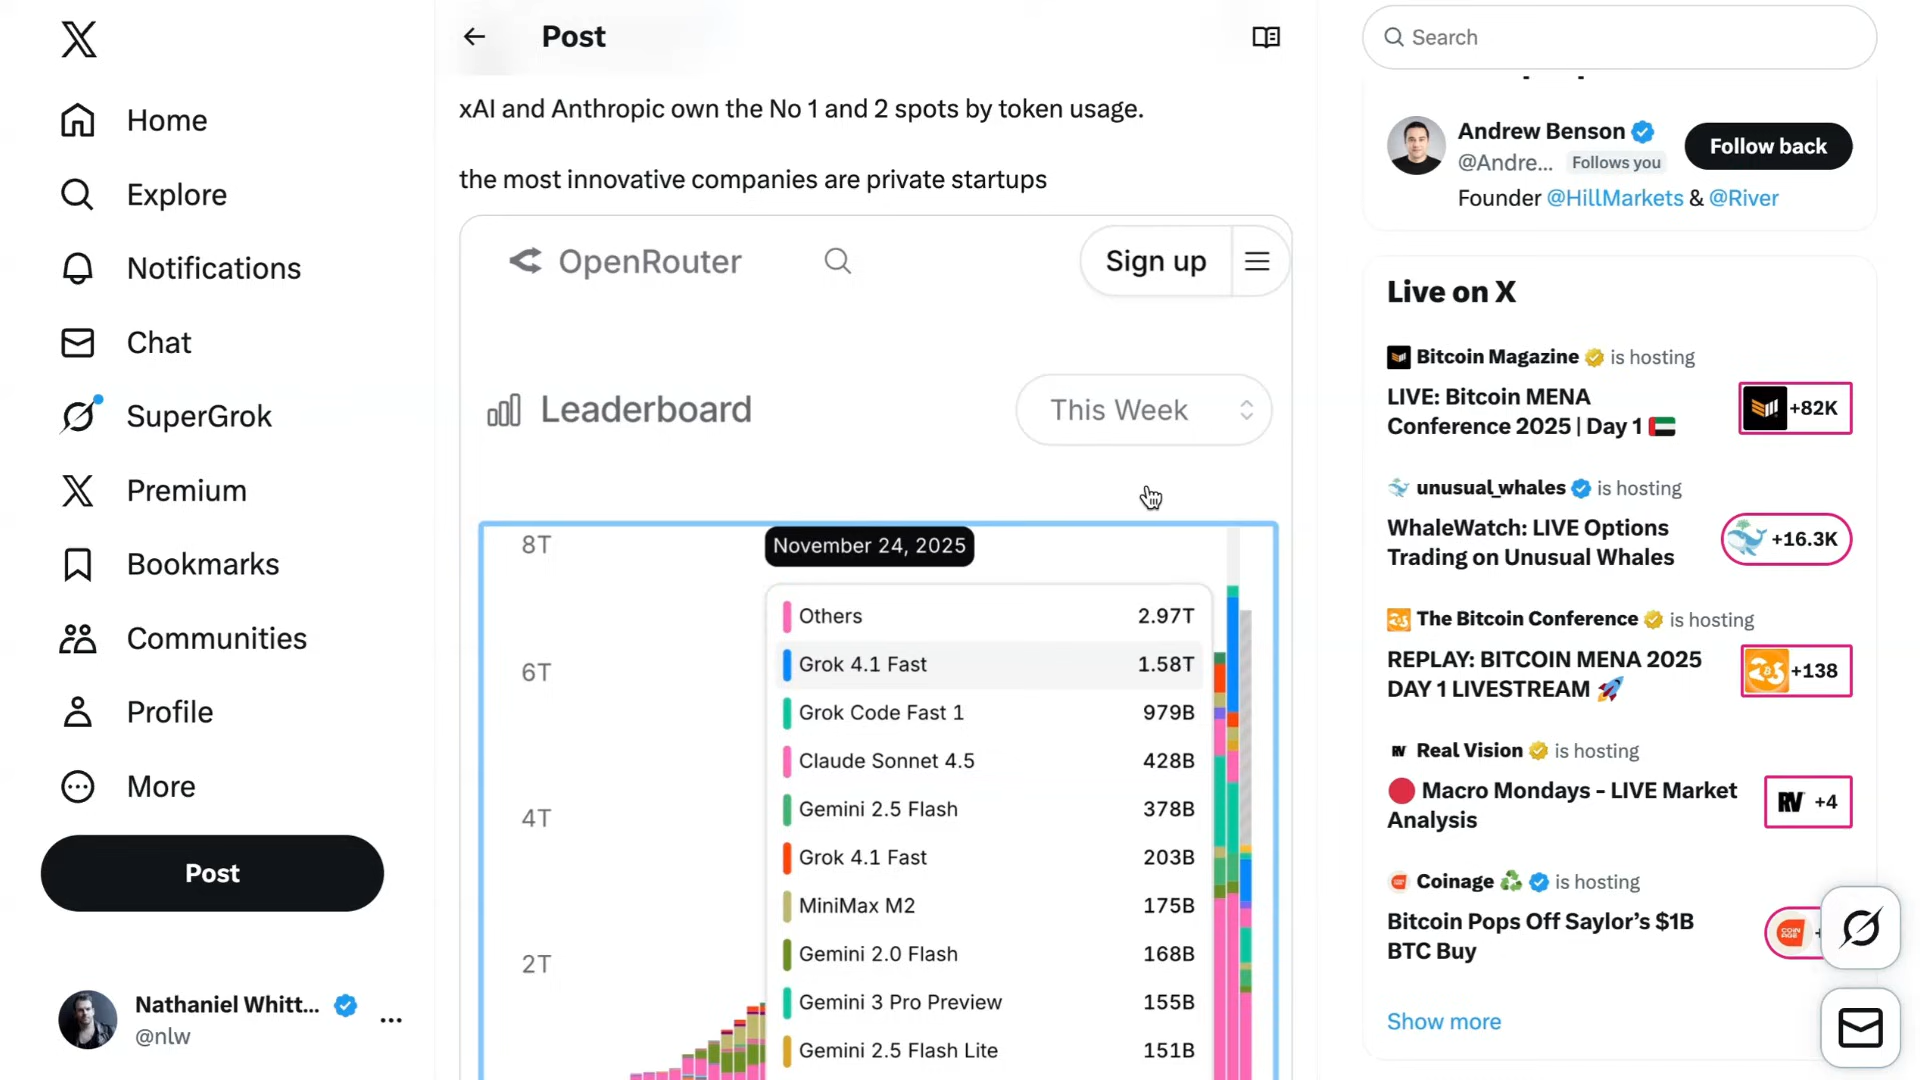 Home
Explore
Notifications
Chat
SuperGrok
Premium
Bookmarks
Communities
Profile
More
Post
Nathaniel Whitt...
@nlw
Post
xAI and Anthropic own the No 1 and 2 spots by token usage.
the most innovative companies are private startups
OpenRouter
Sign up
Leaderboard
This Week
8T
6T
4T
2T
November 24, 2025
Others 2.97T
Grok 4.1 Fast 1.58T
Grok Code Fast 1 979B
Claude Sonnet 4.5 428B
Gemini 2.5 Flash 378B
Grok 4.1 Fast 203B
MiniMax M2 175B
Gemini 2.0 Flash 168B
Gemini 3 Pro Preview 155B
Gemini 2.5 Flash Lite 151B
Search
Andrew Benson
@Andre... Follows you
Follow back
Founder @HillMarkets & @River
Live on X
Bitcoin Magazine is hosting
LIVE: Bitcoin MENA
Conference 2025 | Day 1
+82K
unusual_whales is hosting
WhaleWatch: LIVE Options
Trading on Unusual Whales
+16.3K
The Bitcoin Conference is hosting
REPLAY: BITCOIN MENA 2025
DAY 1 LIVESTREAM
+138
RV Real Vision is hosting
Macro Mondays - LIVE Market
Analysis
RV +4
Coinage is hosting
Bitcoin Pops Off Saylor's $1B
BTC Buy
COIN
AGE
Show more